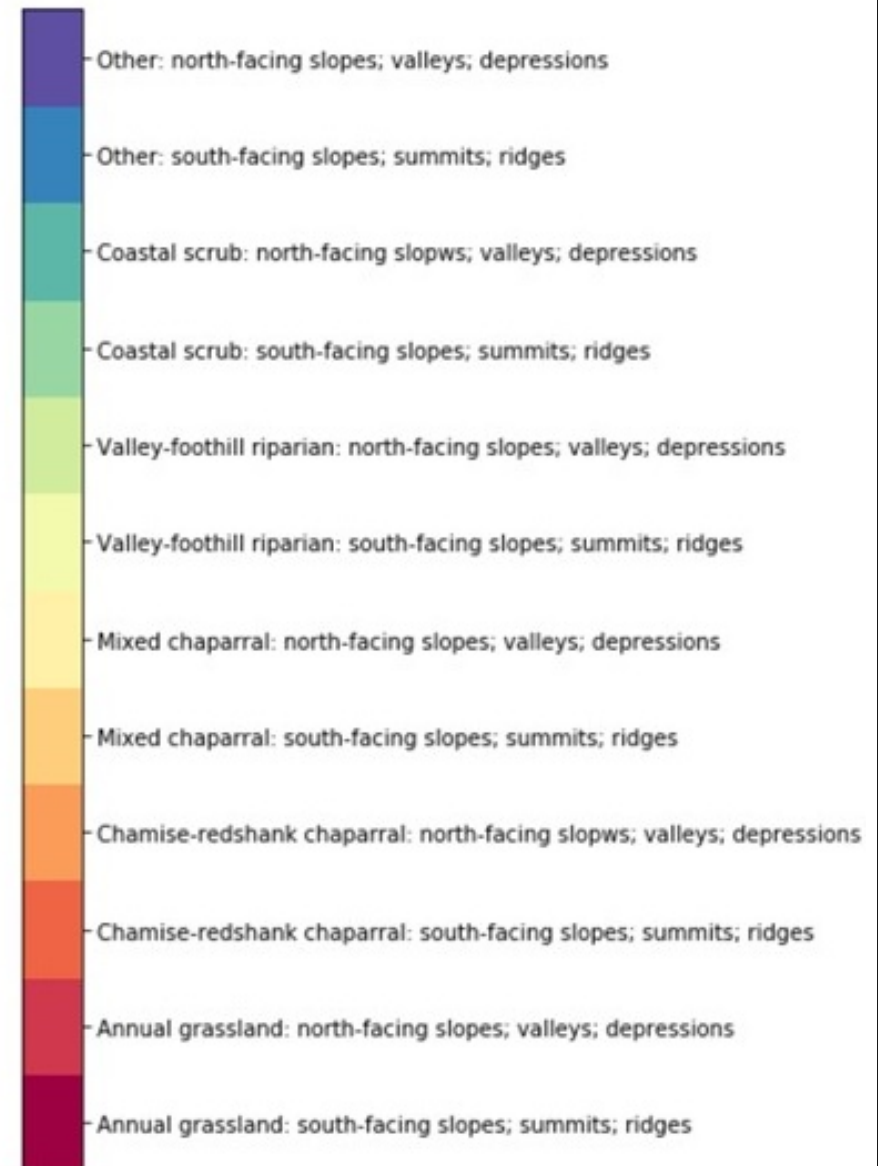 Other: north-facing slopes; valleys; depressions
Other: south-facing slopes; summits; ridges
Coastal scrub: north-facing slopws; valleys; depressions
Coastal scrub: south-facing slopes; summits; ridges
Valley-foothill riparian: north-facing slopes; valleys; depressions
Valley-foothill riparian: south-facing slopes; summits; ridges
Mixed chaparral: north-facing slopes; valleys; depressions
Mixed chaparral: south-facing slopes; summits; ridges
Chamise-redshank chaparral: north-facing slopws; valleys; depressions
Chamise-redshank chaparral: south-facing slopes; summits; ridges
Annual grassland: north-facing slopes; valleys; depressions
Annual grassland: south-facing slopes; summits; ridges